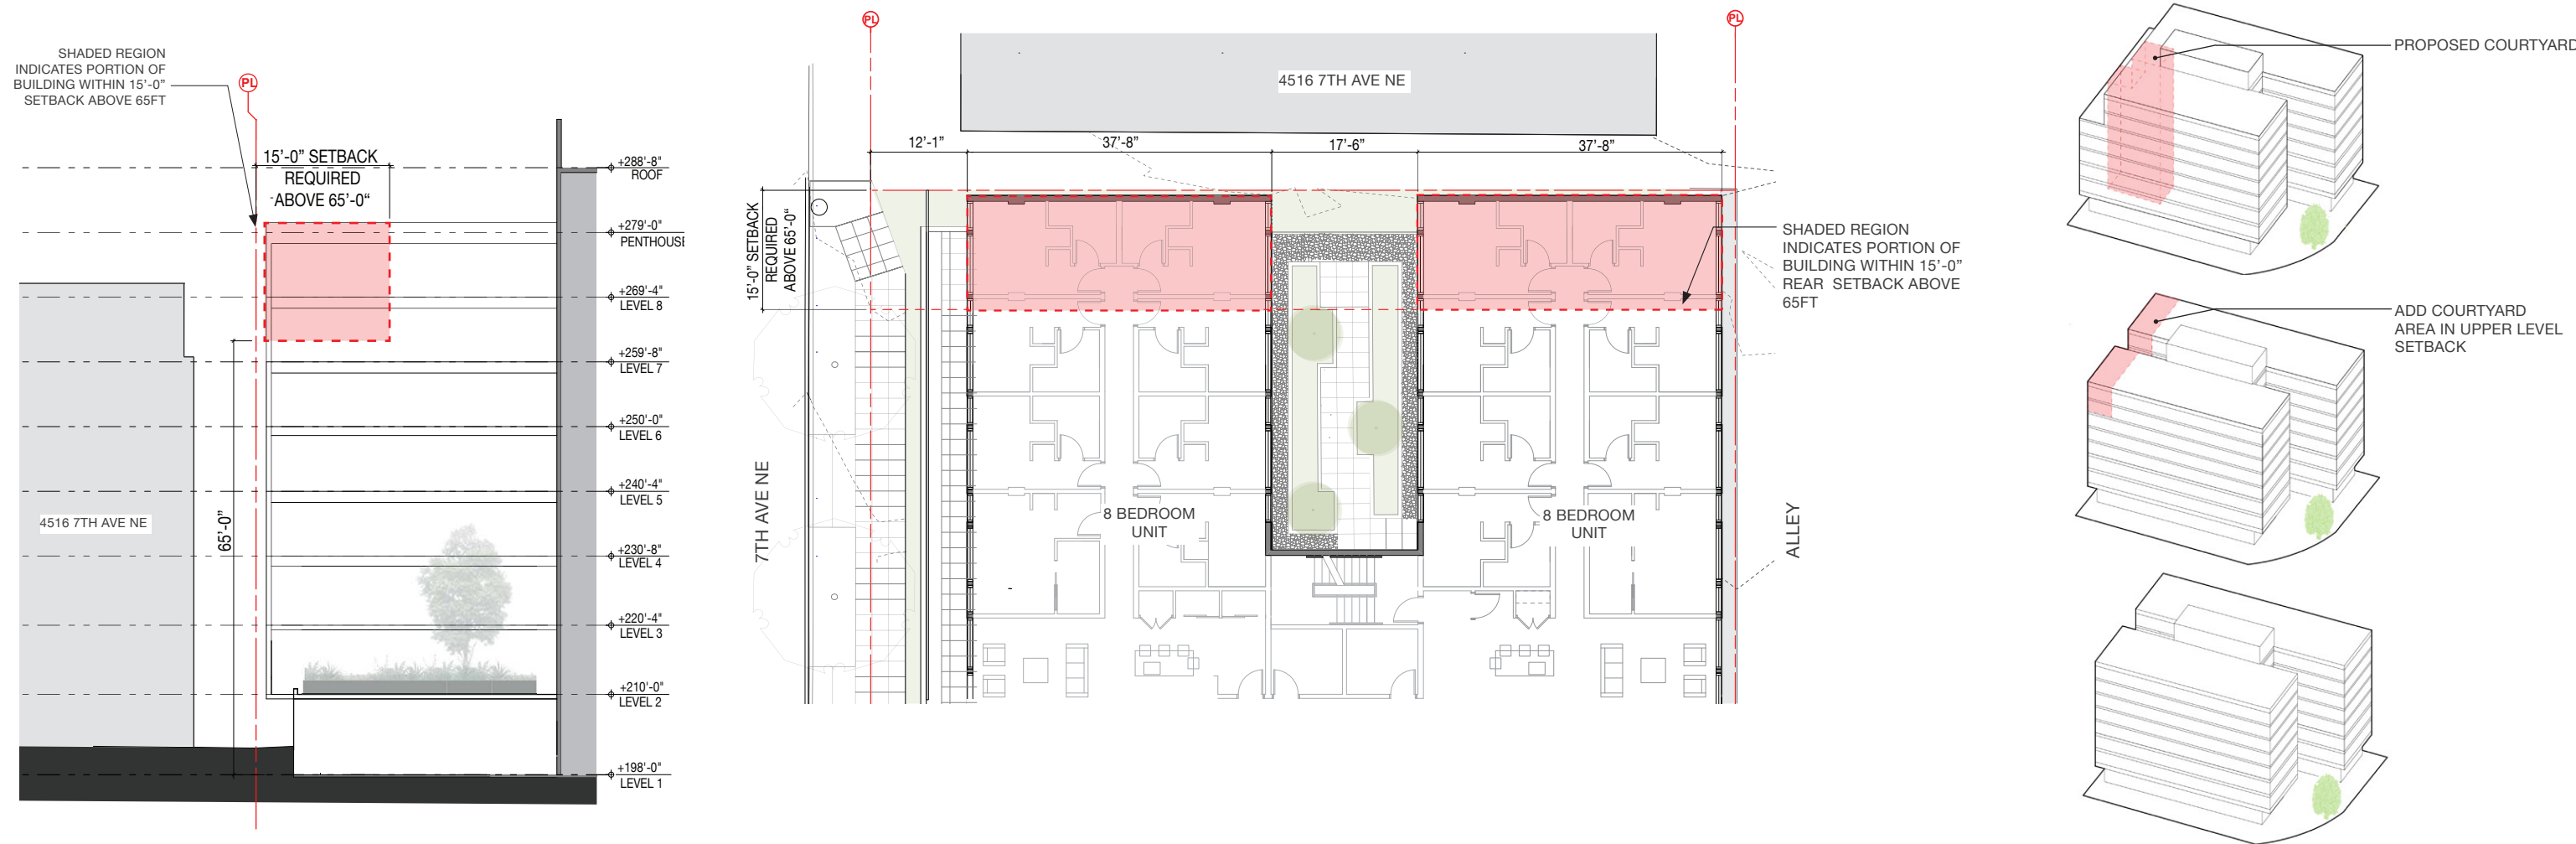 SHADED REGION
INDICATES PORTION OF
BUILDING WITHIN 15'-0”
SETBACK ABOVE 65FT
PL
15'-0” SETBACK
REQUIRED
ABOVE 65'-0“
+288'-8"
ROOF
+279'-0"
PENTHOUSE
+269'-4"
LEVEL 8
+259'-8"
LEVEL 7
+250'-0"
LEVEL 6
+240'-4"
LEVEL 5
+230'-8"
LEVEL 4
+220'-4"
LEVEL 3
+210'-0"
LEVEL 2
+198'-0"
LEVEL 1
65'-0”
4516 7TH AVE NE
PL
PL
4516 7TH AVE NE
12'-1”
37'-8”
17'-6”
37'-8”
15'-0” SETBACK
REQUIRED
ABOVE 65'-0“
SHADED REGION
INDICATES PORTION OF
BUILDING WITHIN 15'-0”
REAR SETBACK ABOVE
65FT
7TH AVE NE
8 BEDROOM
UNIT
8 BEDROOM
UNIT
ALLEY
PROPOSED COURTYARD
ADD COURTYARD
AREA IN UPPER LEVEL
SETBACK